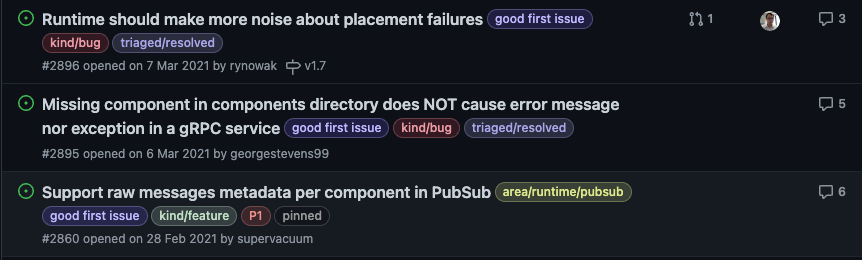 Runtime should make more noise about placement failures good first issue 1 3
kind/bug triaged/resolved
#2896 opened on 7 Mar 2021 by rynowak v1.7
Missing component in components directory does NOT cause error message 5
nor exception in a gRPC service good first issue kind/bug triaged/resolved
#2895 opened on 6 Mar 2021 by georgestevens99
Support raw messages metadata per component in PubSub area/runtime/pubsub 6
good first issue kind/feature P1 pinned
#2860 opened on 28 Feb 2021 by supervacuum